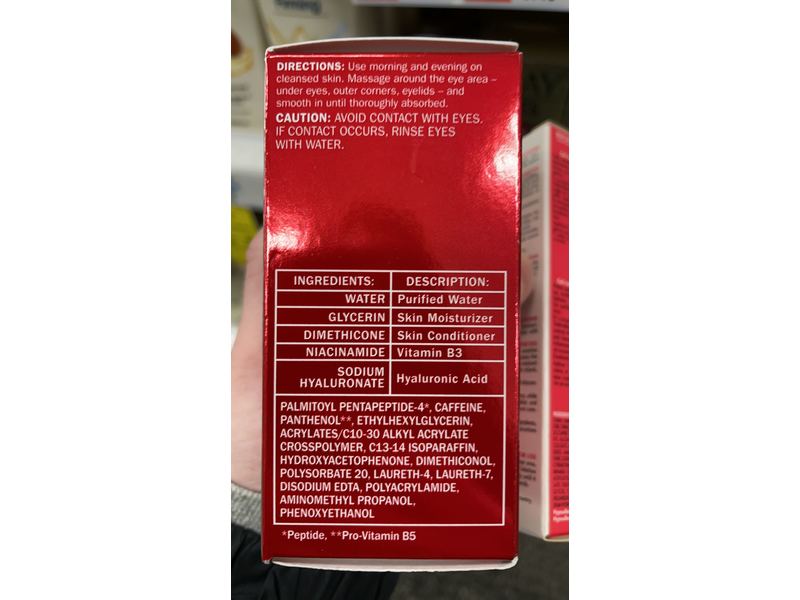 DIRECTIONS: Use morning and evening on
cleansed skin. Massage around the eye area –
under eyes, outer corners, eyelids – and
smooth in until thoroughly absorbed.
CAUTION: AVOID CONTACT WITH EYES.
IF CONTACT OCCURS, RINSE EYES
WITH WATER.
INGREDIENTS: DESCRIPTION:
WATER Purified Water
GLYCERIN Skin Moisturizer
DIMETHICONE Skin Conditioner
NIACINAMIDE Vitamin B3
SODIUM
HYALURONATE Hyaluronic Acid
PALMITOYL PENTAPEPTIDE-4*, CAFFEINE,
PANTHENOL**, ETHYLHEXYLGLYCERIN,
ACRYLATES/C10-30 ALKYL ACRYLATE
CROSSPOLYMER, C13-14 ISOPARAFFIN,
HYDROXYACETOPHENONE, DIMETHICONOL,
POLYSORBATE 20, LAURETH-4, LAURETH-7,
DISODIUM EDTA, POLYACRYLAMIDE,
AMINOMETHYL PROPANOL,
PHENOXYETHANOL
*Peptide, **Pro-Vitamin B5